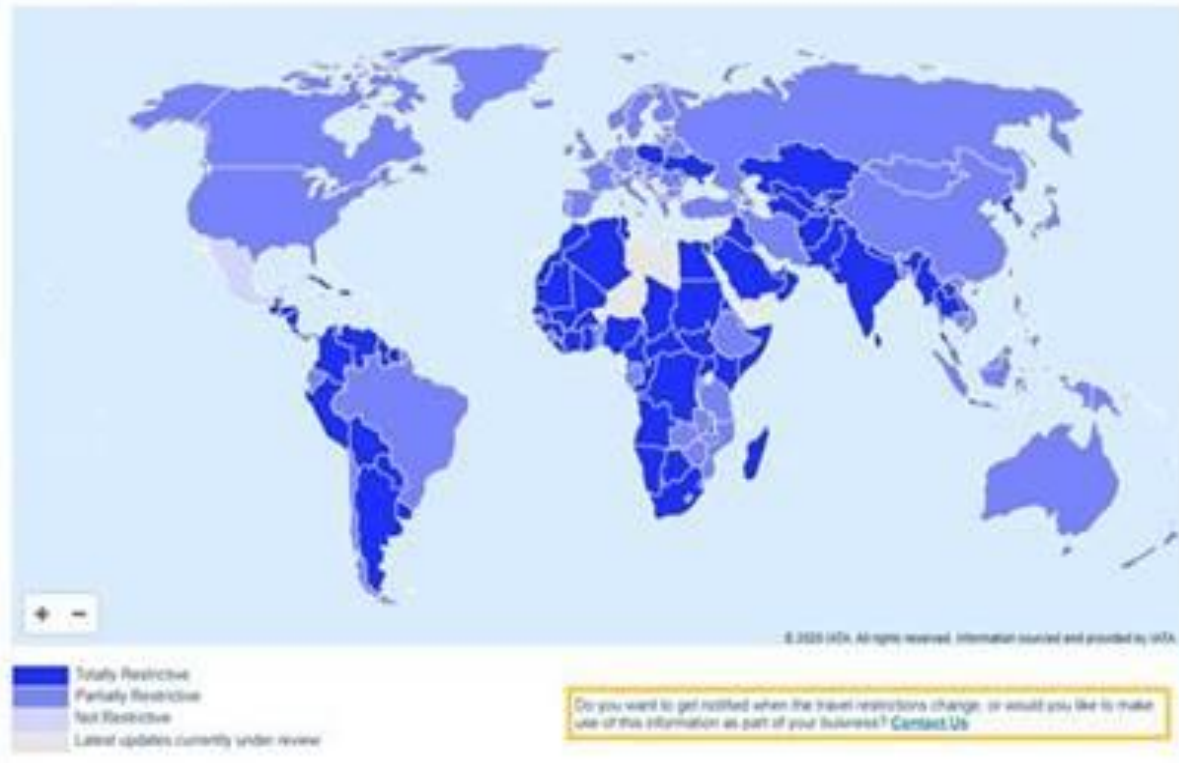 + −
© 2020 IATA. All rights reserved. Information sourced and provided by IATA.
Totally Restrictive
Partially Restrictive
Not Restrictive
Latest updates currently under review
Do you want to get notified when the travel restrictions change, or would you like to make
use of this information as part of your business? Contact Us